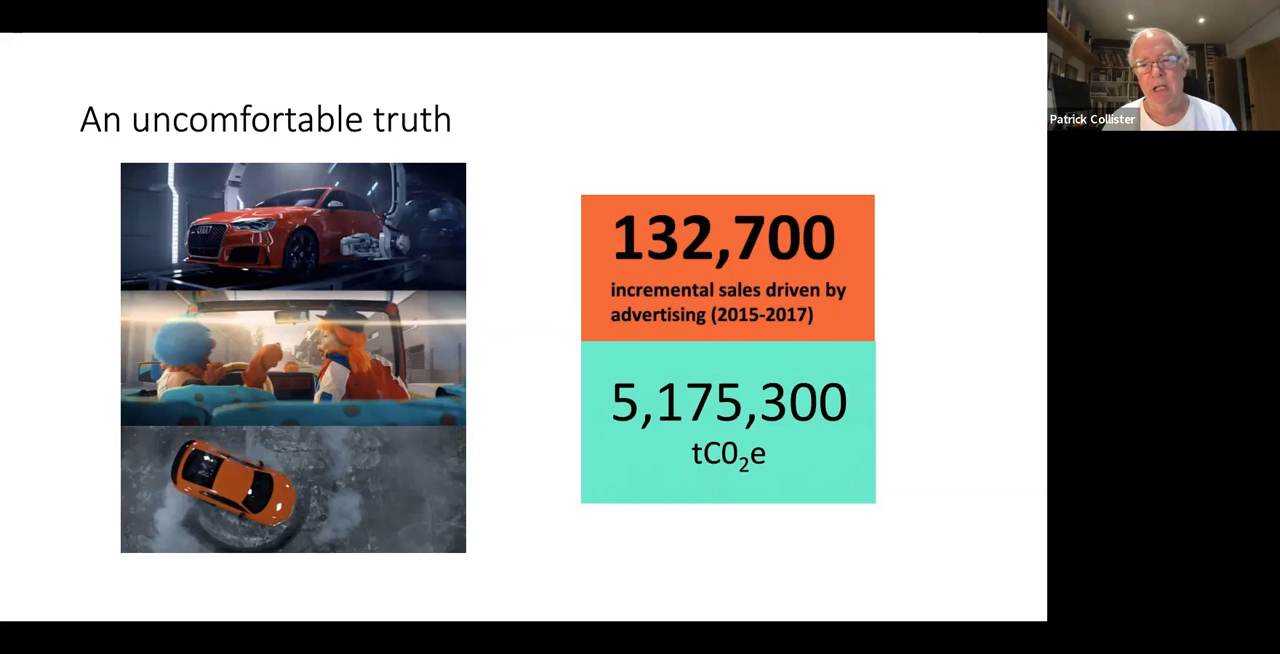 An uncomfortable truth
132,700
incremental sales driven by
advertising (2015-2017)
5,175,300
tC0₂e
Patrick Collister